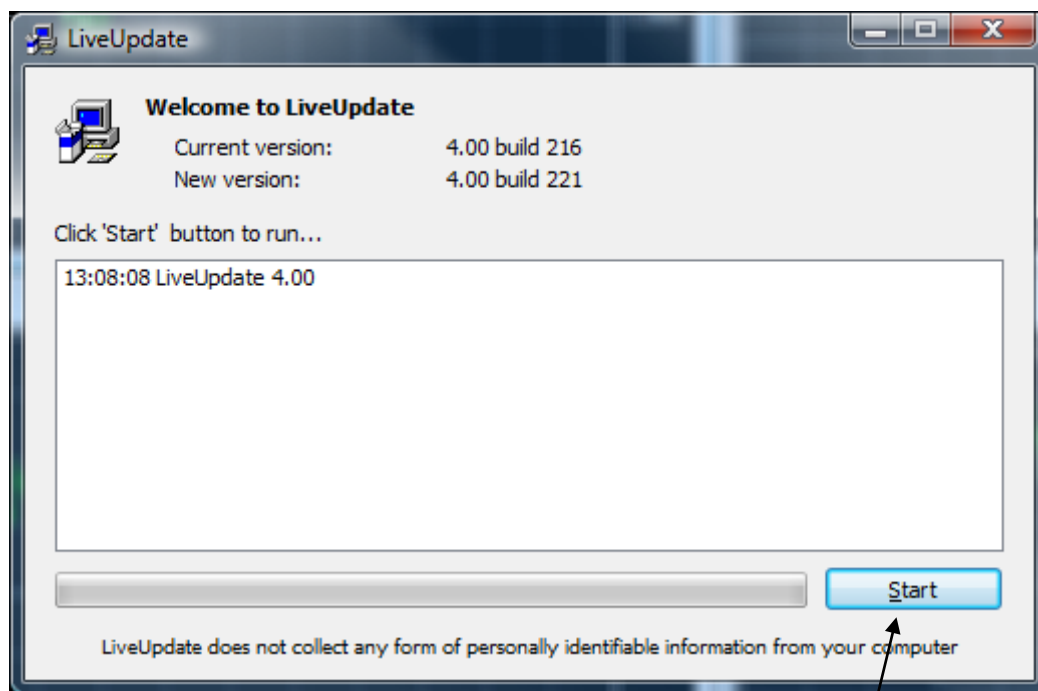 LiveUpdate
Welcome to LiveUpdate
Current version: 4.00 build 216
New version: 4.00 build 221
Click 'Start' button to run...
13:08:08 LiveUpdate 4.00
Start
LiveUpdate does not collect any form of personally identifiable information from your computer